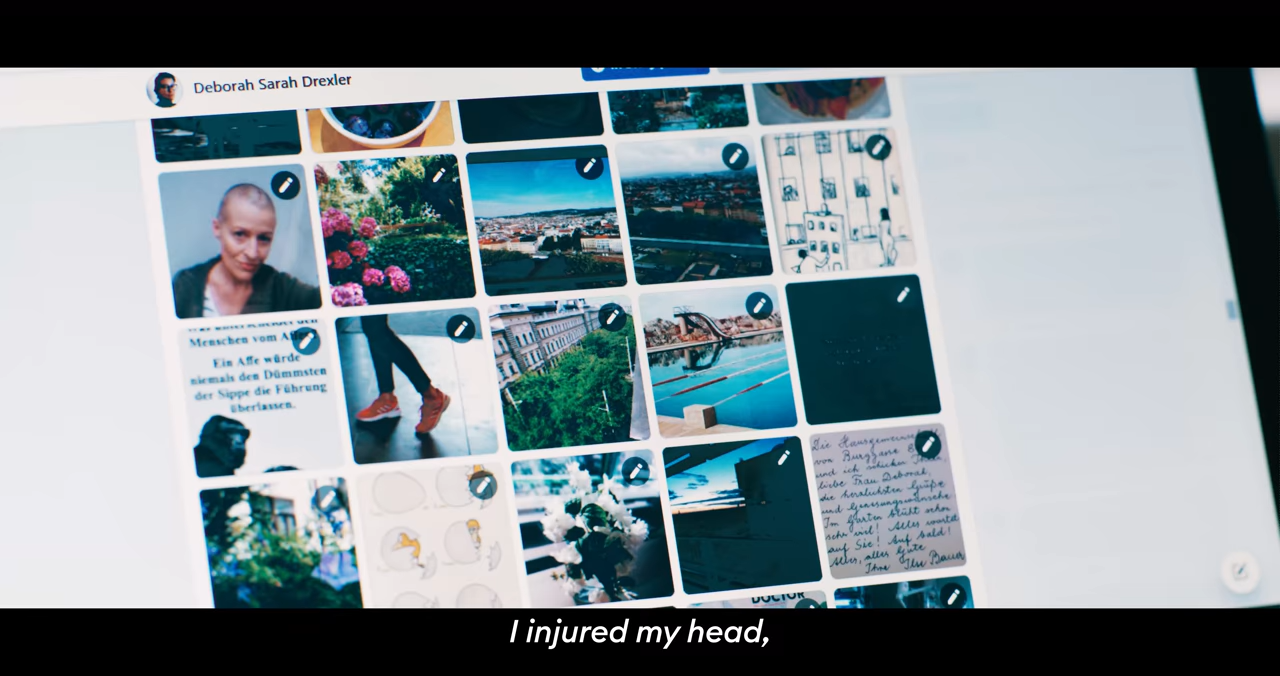 Deborah Sarah Drexler
Menschen vom
Ein Affe würde
niemals den Dümmsten
der Sippe die Führung
überlassen.
Die
von Burggasse
und ich
liebe Frau Deborah,
die herzlichsten Grüße
und Genesungswünsche
Im Garten blüht schon
sehr viel! Alles wartet
auf Sie! Auf bald!
Alles, alles Gute
Ihre Ilse Bauer
DOCTOR
I injured my head,